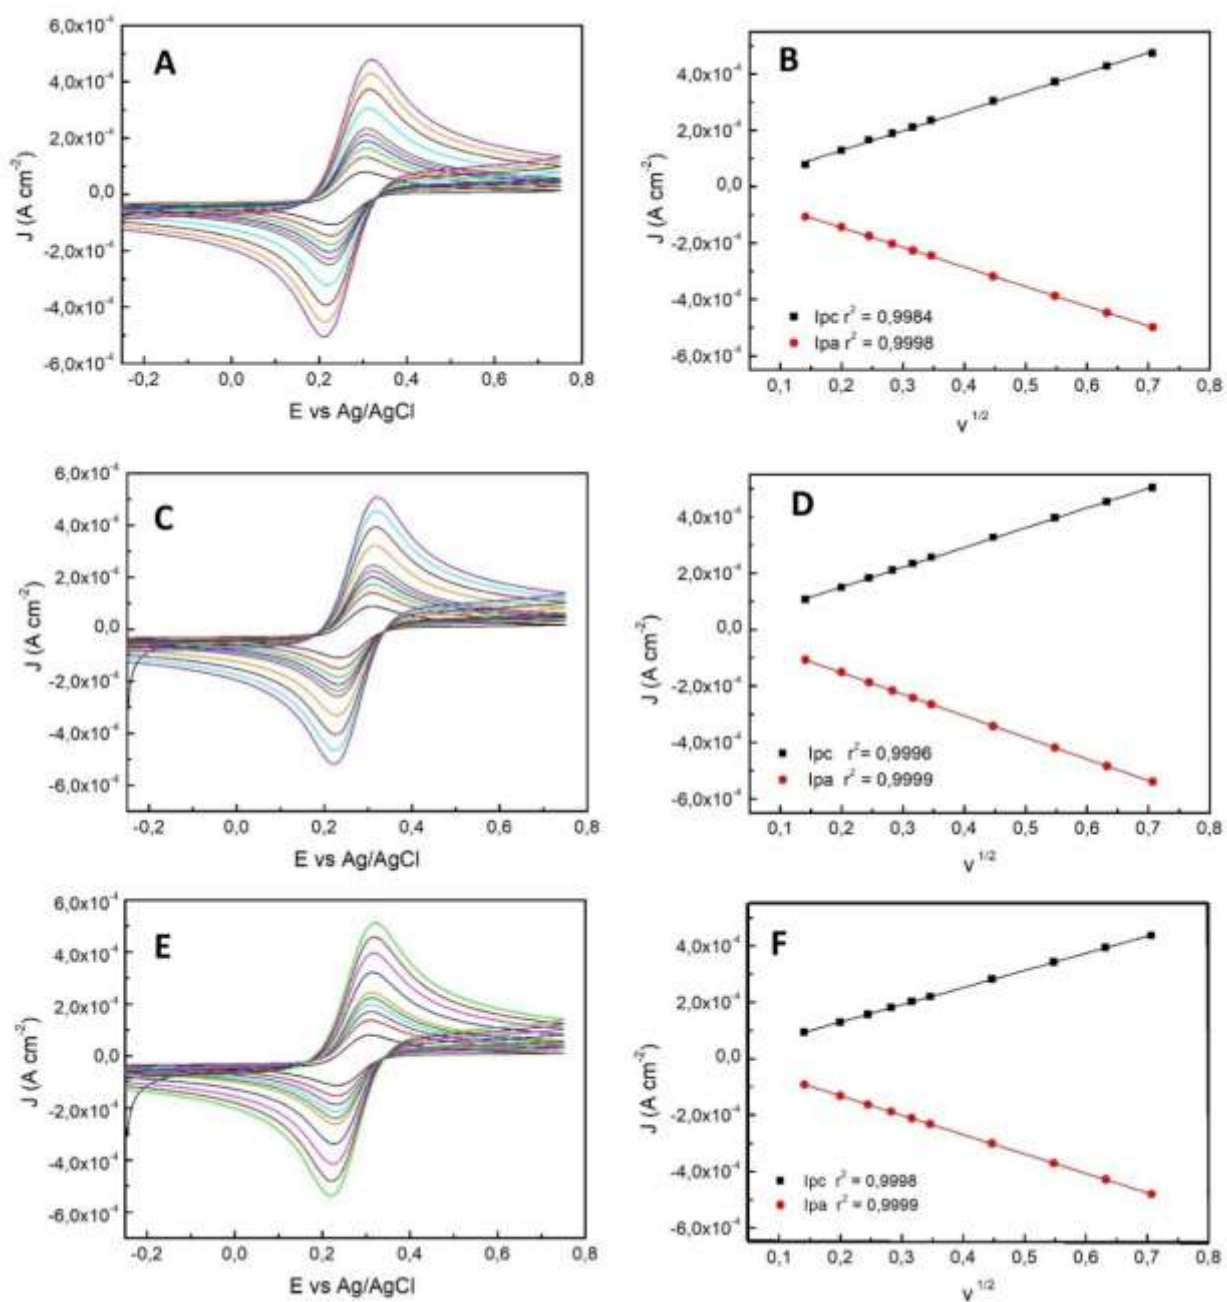 A
6,0x10⁻⁴
4,0x10⁻⁴
2,0x10⁻⁴
0,0
-2,0x10⁻⁴
-4,0x10⁻⁴
-6,0x10⁻⁴
J (A cm⁻²)
-0,2 0,0 0,2 0,4 0,6 0,8
E vs Ag/AgCl
B
4,0x10⁻⁴
2,0x10⁻⁴
0,0
-2,0x10⁻⁴
-4,0x10⁻⁴
-6,0x10⁻⁴
J (A cm⁻²)
Ipc r² = 0,9984
Ipa r² = 0,9998
0,1 0,2 0,3 0,4 0,5 0,6 0,7 0,8
v^1/2
C
6,0x10⁻⁴
4,0x10⁻⁴
2,0x10⁻⁴
0,0
-2,0x10⁻⁴
-4,0x10⁻⁴
-6,0x10⁻⁴
J (A cm⁻²)
-0,2 0,0 0,2 0,4 0,6 0,8
E vs Ag/AgCl
D
4,0x10⁻⁴
2,0x10⁻⁴
0,0
-2,0x10⁻⁴
-4,0x10⁻⁴
-6,0x10⁻⁴
J (A cm⁻²)
Ipc r² = 0,9996
Ipa r² = 0,9999
0,1 0,2 0,3 0,4 0,5 0,6 0,7 0,8
v^1/2
E
6,0x10⁻⁴
4,0x10⁻⁴
2,0x10⁻⁴
0,0
-2,0x10⁻⁴
-4,0x10⁻⁴
-6,0x10⁻⁴
J (A cm⁻²)
-0,2 0,0 0,2 0,4 0,6 0,8
E vs Ag/AgCl
F
4,0x10⁻⁴
2,0x10⁻⁴
0,0
-2,0x10⁻⁴
-4,0x10⁻⁴
-6,0x10⁻⁴
J (A cm⁻²)
Ipc r² = 0,9998
Ipa r² = 0,9999
0,1 0,2 0,3 0,4 0,5 0,6 0,7 0,8
v^1/2